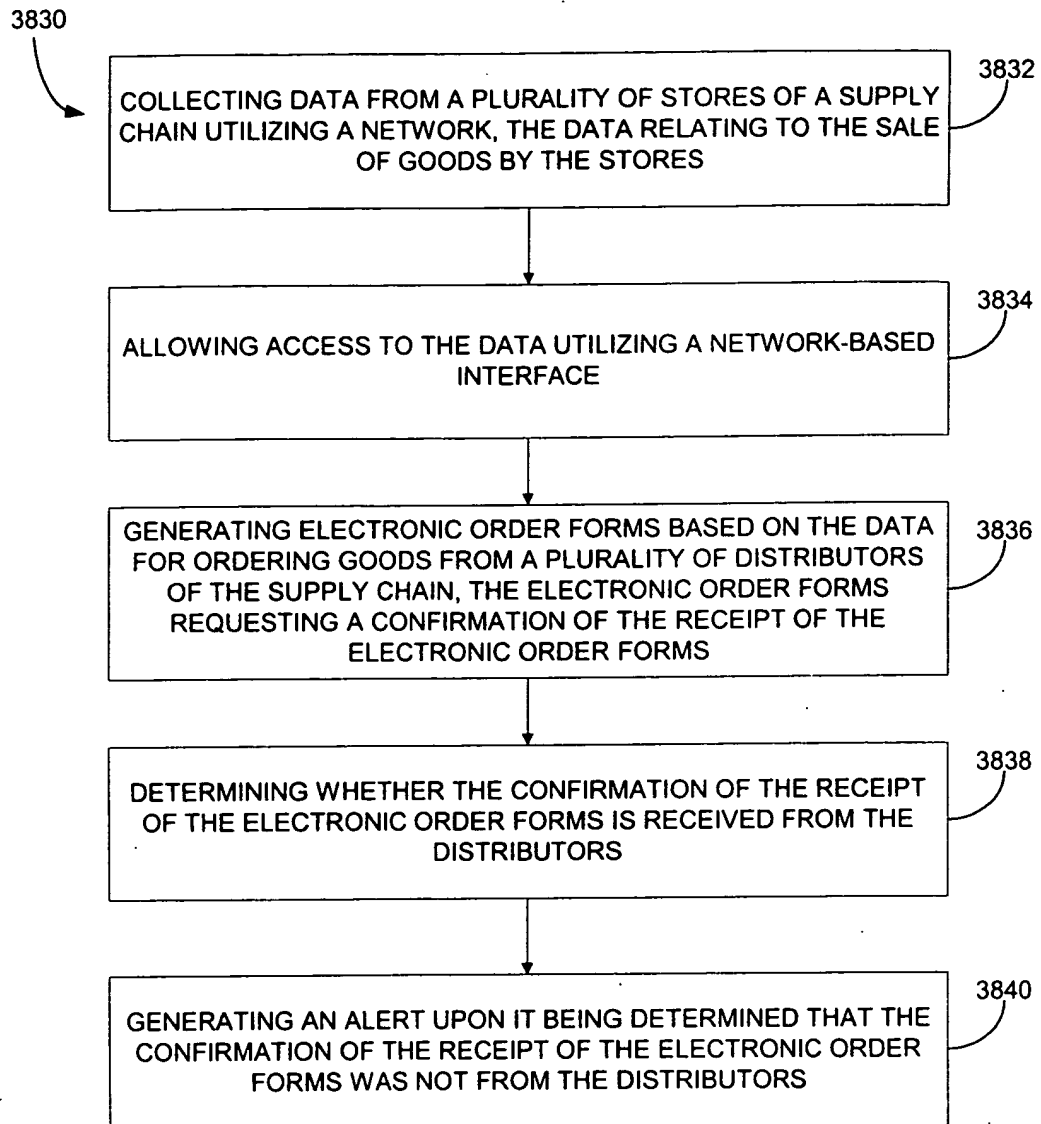 3830
3832
COLLECTING DATA FROM A PLURALITY OF STORES OF A SUPPLY
CHAIN UTILIZING A NETWORK, THE DATA RELATING TO THE SALE
OF GOODS BY THE STORES
3834
ALLOWING ACCESS TO THE DATA UTILIZING A NETWORK-BASED
INTERFACE
3836
GENERATING ELECTRONIC ORDER FORMS BASED ON THE DATA
FOR ORDERING GOODS FROM A PLURALITY OF DISTRIBUTORS
OF THE SUPPLY CHAIN, THE ELECTRONIC ORDER FORMS
REQUESTING A CONFIRMATION OF THE RECEIPT OF THE
ELECTRONIC ORDER FORMS
3838
DETERMINING WHETHER THE CONFIRMATION OF THE RECEIPT
OF THE ELECTRONIC ORDER FORMS IS RECEIVED FROM THE
DISTRIBUTORS
3840
GENERATING AN ALERT UPON IT BEING DETERMINED THAT THE
CONFIRMATION OF THE RECEIPT OF THE ELECTRONIC ORDER
FORMS WAS NOT FROM THE DISTRIBUTORS